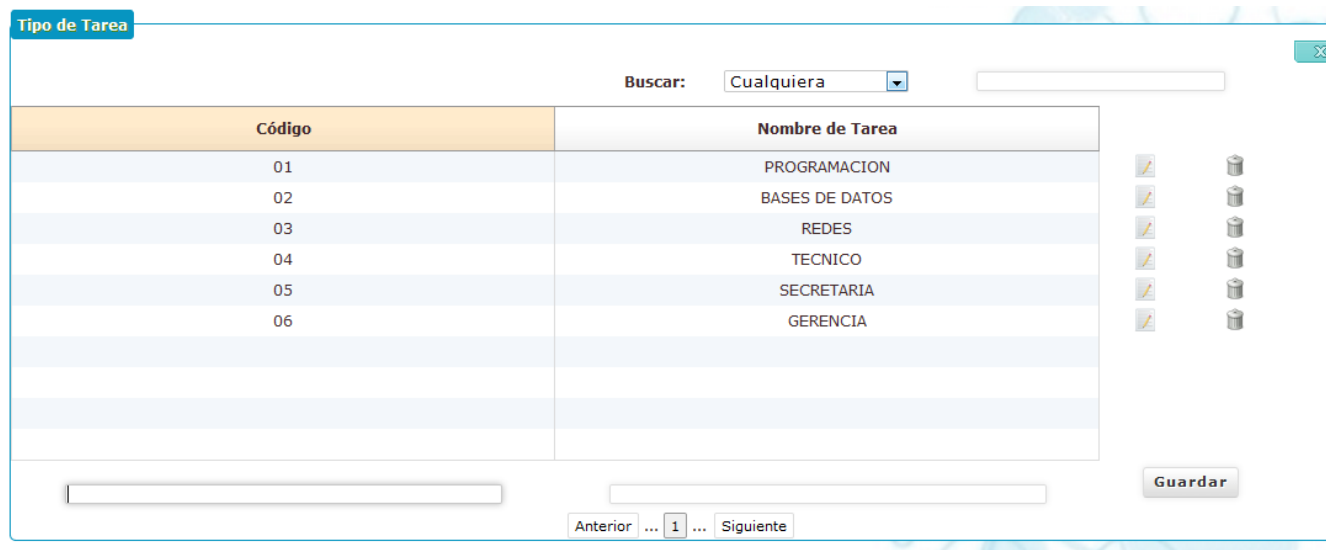 Tipo de Tarea
X
Buscar: Cualquiera
Código Nombre de Tarea
01 PROGRAMACION
02 BASES DE DATOS
03 REDES
04 TECNICO
05 SECRETARIA
06 GERENCIA
Guardar
Anterior ... 1 ... Siguiente